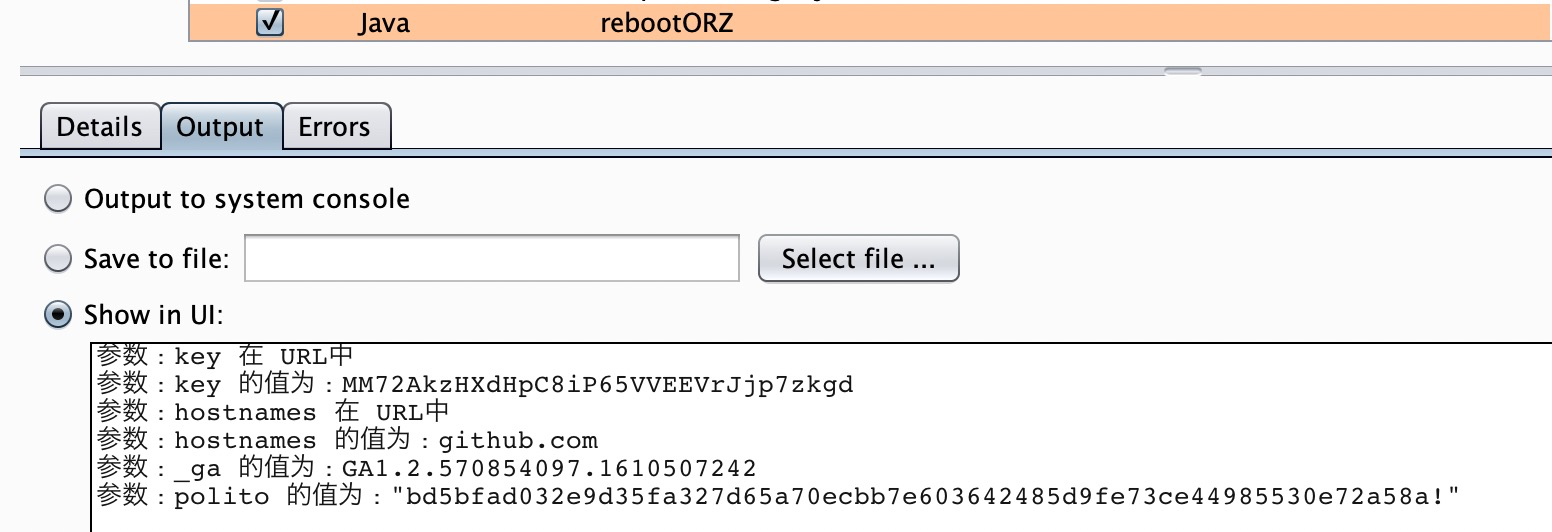 Java rebootORZ
Details Output Errors
Output to system console
Save to file: Select file ...
Show in UI:
参数:key 在 URL中
参数:key 的值为:MM72AkzHXdHpC8iP65VVEEVrJjp7zkgd
参数:hostnames 在 URL中
参数:hostnames 的值为:github.com
参数:_ga 的值为:GA1.2.570854097.1610507242
参数:polito 的值为:"bd5bfad032e9d35fa327d65a70ecbb7e603642485d9fe73ce44985530e72a58a!"